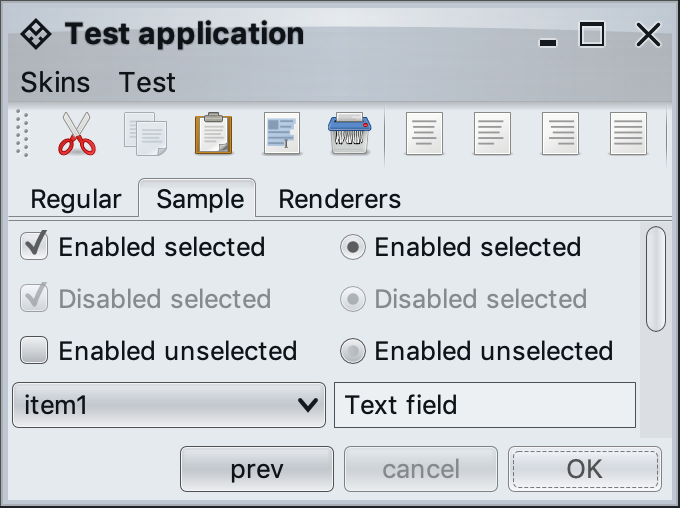 Test application
Skins Test
Regular Sample Renderers
Enabled selected Enabled selected
Disabled selected Disabled selected
Enabled unselected Enabled unselected
item1 Text field
prev cancel OK